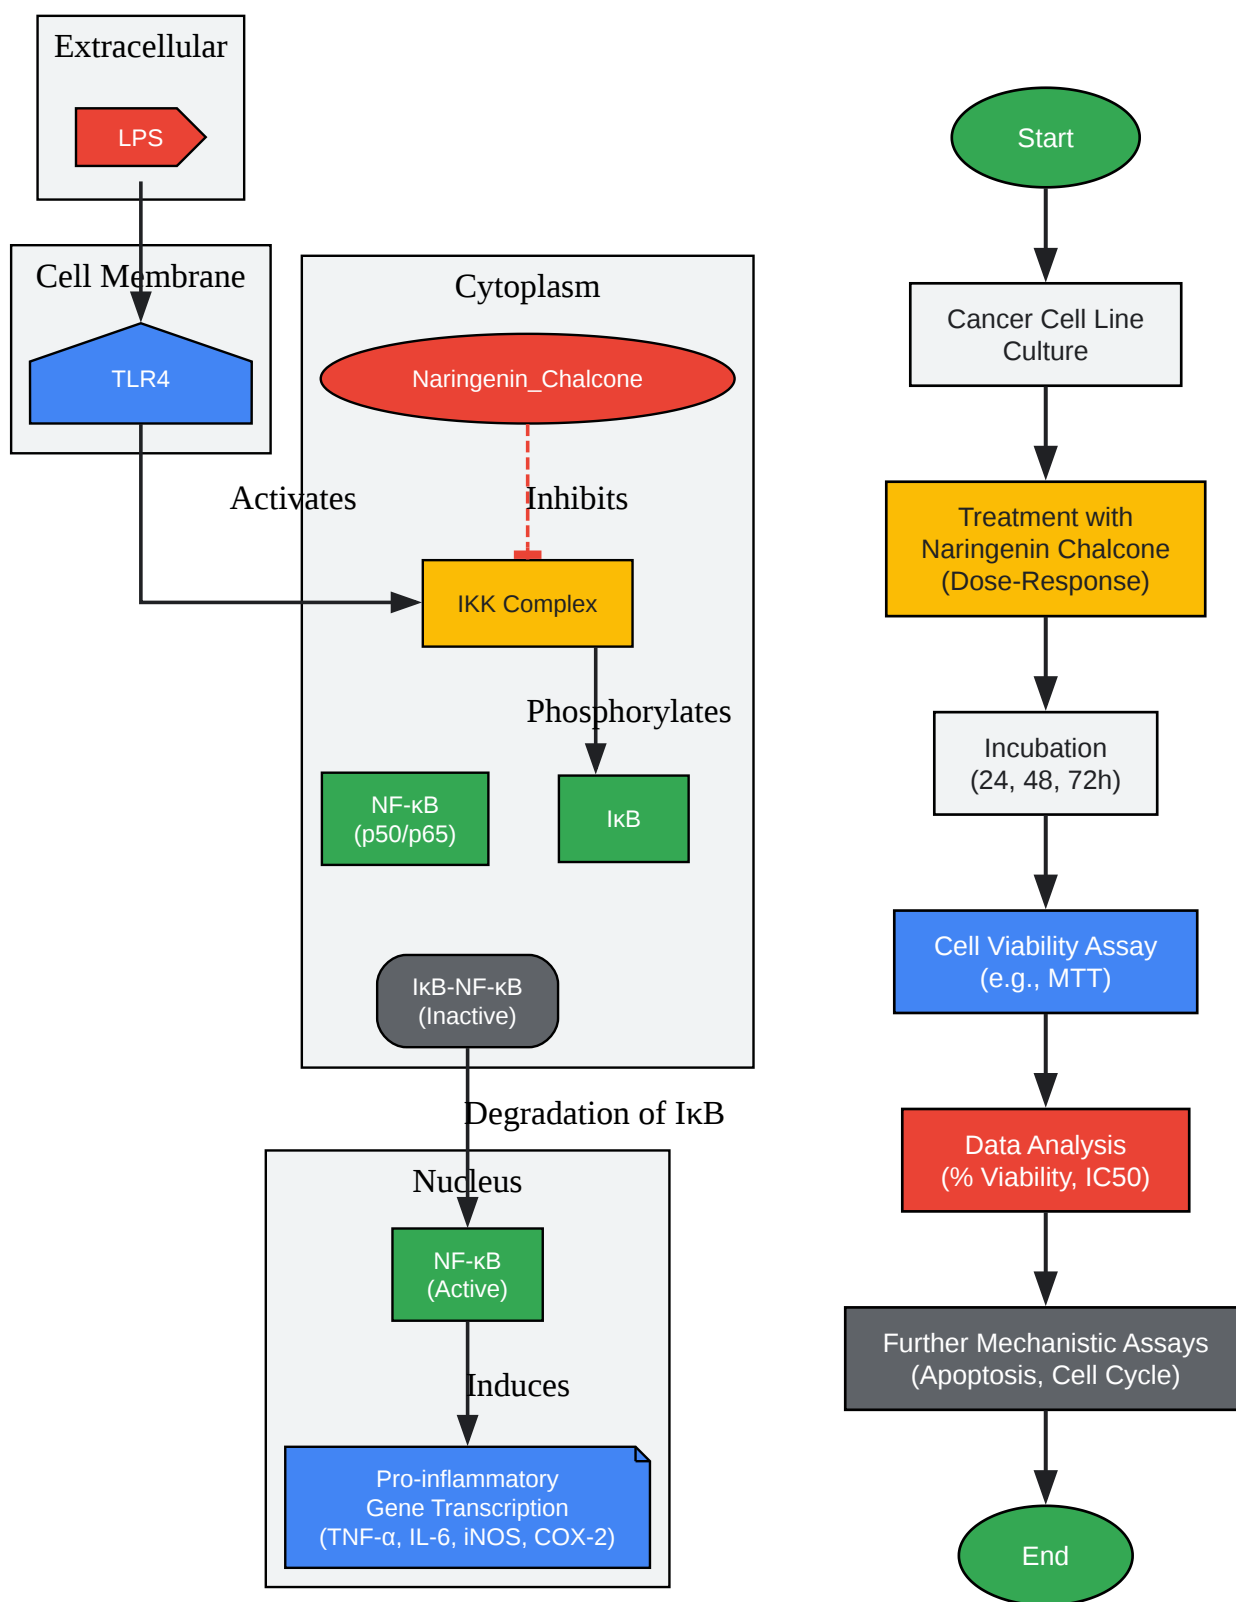 Extracellular
LPS
Cell Membrane
TLR4
Cytoplasm
Naringenin_Chalcone
Activates
Inhibits
IKK Complex
Phosphorylates
NF-κB
(p50/p65)
IκB
IκB-NF-κB
(Inactive)
Degradation of IκB
Nucleus
NF-κB
(Active)
Induces
Pro-inflammatory
Gene Transcription
(TNF-α, IL-6, iNOS, COX-2)
Start
Cancer Cell Line
Culture
Treatment with
Naringenin Chalcone
(Dose-Response)
Incubation
(24, 48, 72h)
Cell Viability Assay
(e.g., MTT)
Data Analysis
(% Viability, IC50)
Further Mechanistic Assays
(Apoptosis, Cell Cycle)
End